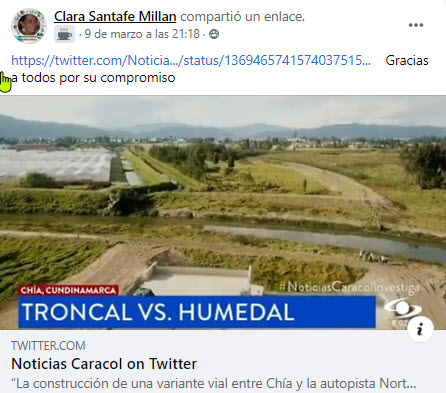 Clara Santafe Millan compartió un enlace.
· 9 de marzo a las 21:18 ·
https://twitter.com/Noticia.../status/1369465741574037515... Gracias
a todos por su compromiso
#NoticiasCaracolInvestiga
CHÍA, CUNDINAMARCA
TRONCAL VS. HUMEDAL
8:02
TWITTER.COM
Noticias Caracol on Twitter
“La construcción de una variante vial entre Chía y la autopista Nort...